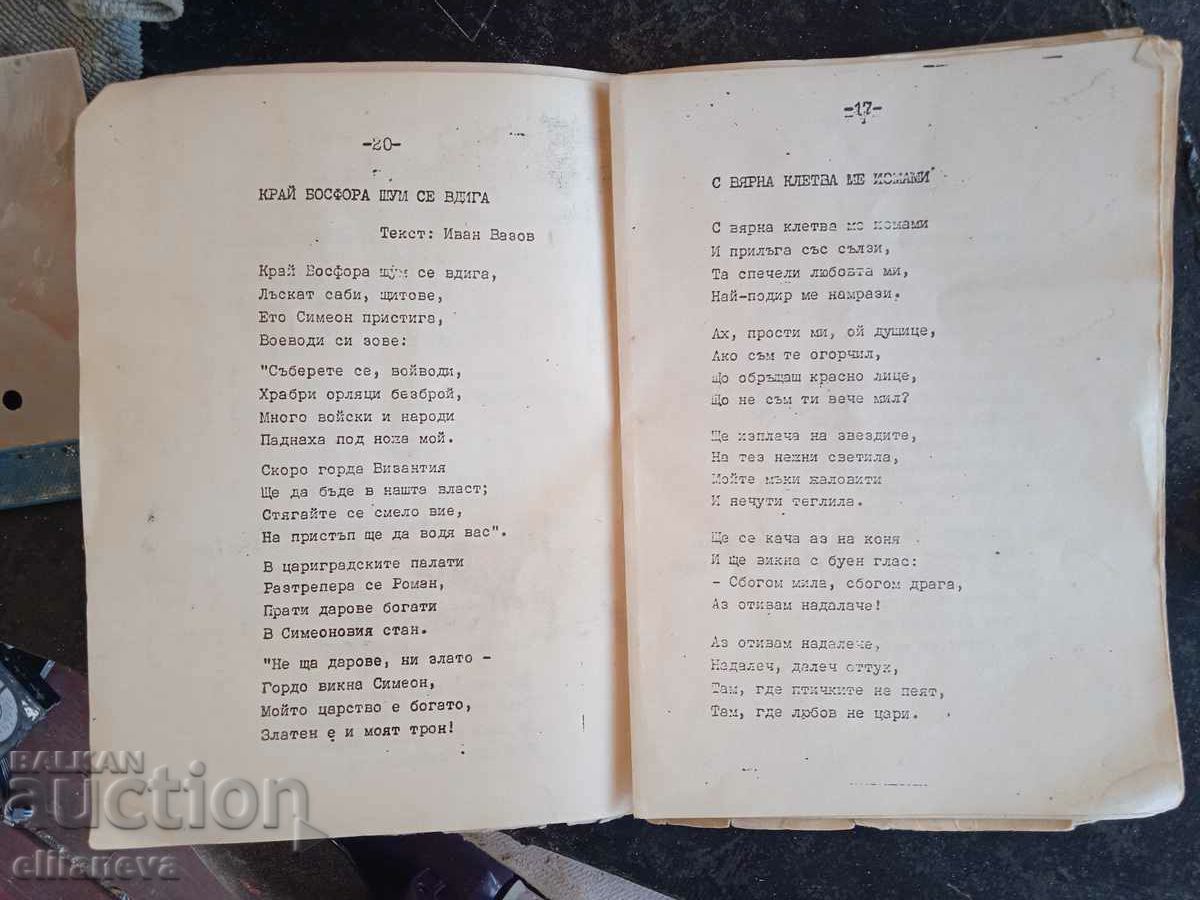 -20-
КРАЙ БОСФОРА ШУМ СЕ ВДИГА
Текст: Иван Вазов
Край Босфора шум се вдига,
Лъскат саби, щитове,
Ето Симеон пристига,
Воеводи си зове:
"Съберете се, войводи,
Храбри орляци безброй,
Много войски и народи
Паднаха под ножа мой.
Скоро горда Византия
Ще да бъде в нашта власт;
Стягайте се смело вие,
На пристъп ще да водя вас".
В цариградските палати
Разтрепера се Роман,
Прати дарове богати
В Симеоновия стан.
"Не ща дарове, ни злато -
Гордо викна Симеон,
Мойто царство е богато,
Златен е и моят трон!
-17-
С ВЯРНА КЛЕТВА МЕ ИЗМАМИ
С вярна клетва ме измами
И прилъга със сълзи,
Та спечели любовта ми,
Най-подир ме намрази.
Ах, прости ми, ой душице,
Ако съм те огорчил,
Що обръщаш красно лице,
Що не съм ти вече мил?
Ще изплача на звездите,
На тез нежни светила,
Мойте мъки жаловити
И нечути теглила.
Ще се кача аз на коня
И ще викна с буен глас:
- Сбогом мила, сбогом драга,
Аз отивам надалаче!
Аз отивам надалече,
Надалеч, далеч оттук,
Там, где птичките не пеят,
Там, где любов не цари.
BALKAN
auction
ellianeva